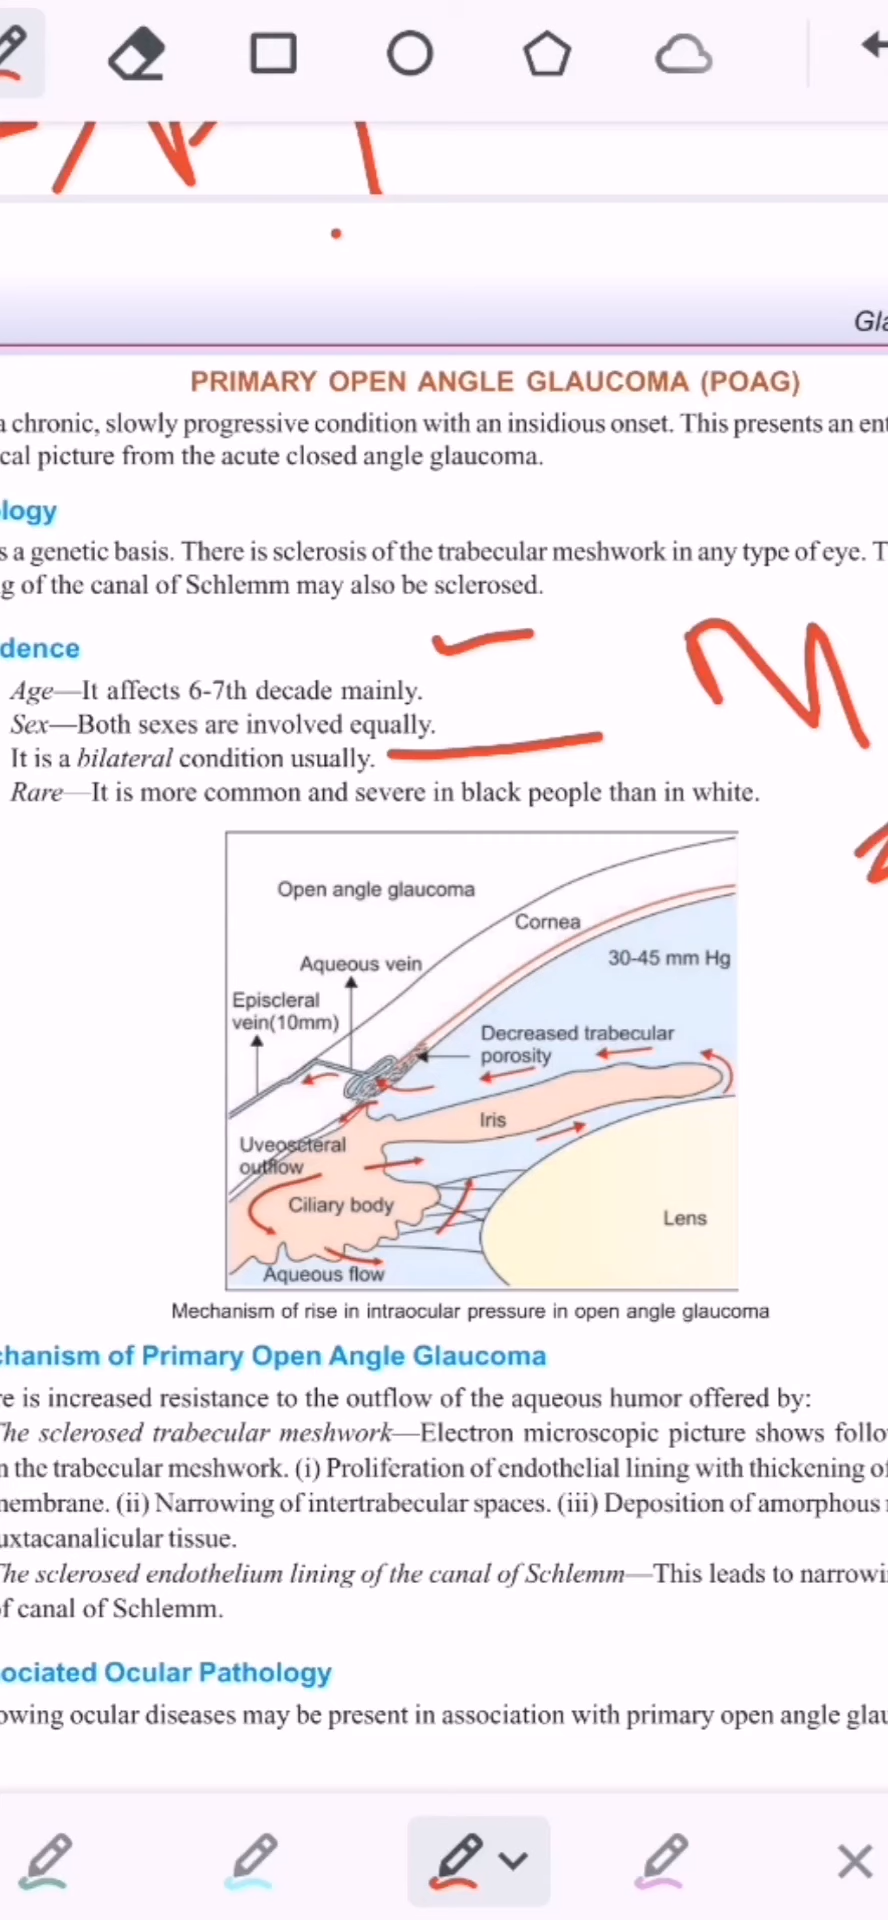 Gla
PRIMARY OPEN ANGLE GLAUCOMA (POAG)
a chronic, slowly progressive condition with an insidious onset. This presents an ent
cal picture from the acute closed angle glaucoma.
logy
s a genetic basis. There is sclerosis of the trabecular meshwork in any type of eye. T
g of the canal of Schlemm may also be sclerosed.
dence
Age—It affects 6-7th decade mainly.
Sex—Both sexes are involved equally.
It is a bilateral condition usually.
Rare—It is more common and severe in black people than in white.
Open angle glaucoma
Cornea
30-45 mm Hg
Aqueous vein
Episcleral
vein(10mm)
Decreased trabecular
porosity
Iris
Uveoscteral
outflow
Ciliary body
Lens
Aqueous flow
Mechanism of rise in intraocular pressure in open angle glaucoma
chanism of Primary Open Angle Glaucoma
re is increased resistance to the outflow of the aqueous humor offered by:
The sclerosed trabecular meshwork—Electron microscopic picture shows follo
n the trabecular meshwork. (i) Proliferation of endothelial lining with thickening of
membrane. (ii) Narrowing of intertrabecular spaces. (iii) Deposition of amorphous
uxtacanalicular tissue.
The sclerosed endothelium lining of the canal of Schlemm—This leads to narrowi
of canal of Schlemm.
ociated Ocular Pathology
owing ocular diseases may be present in association with primary open angle glau